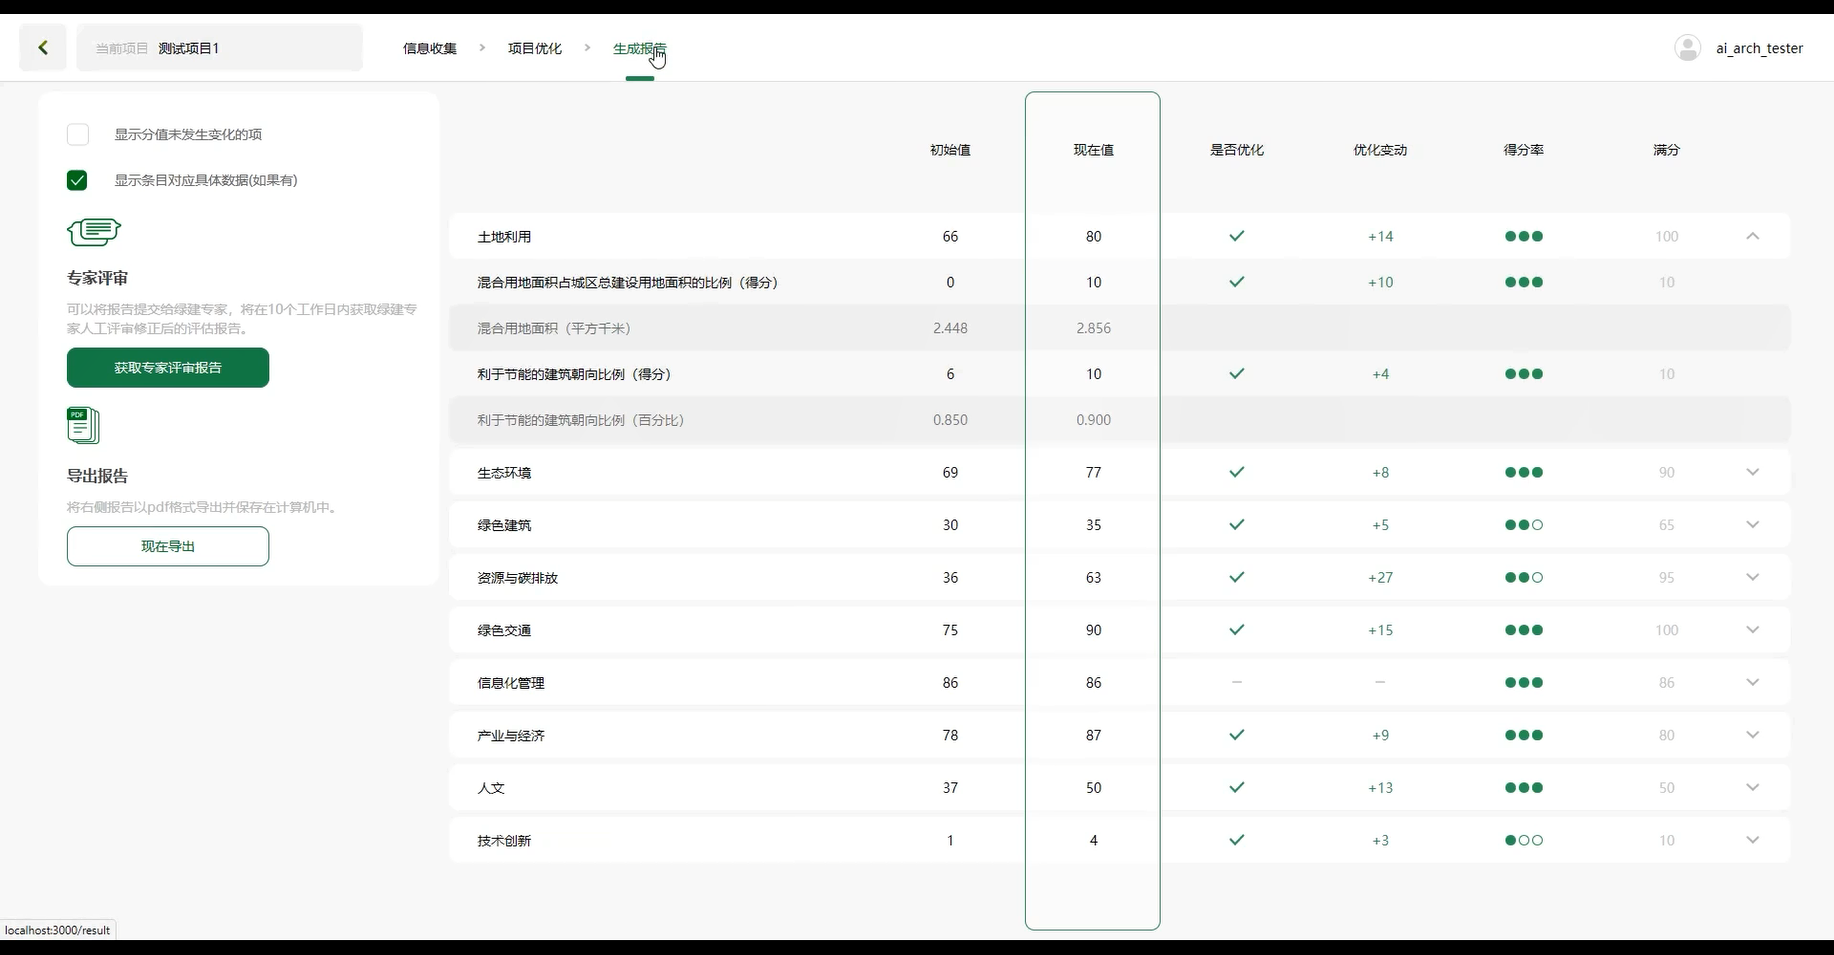 当前项目 测试项目1 信息收集 > 项目优化 > 生成报告 ai_arch_tester
显示分值未发生变化的项
显示条目对应具体数据(如果有)
专家评审
可以将报告提交给绿建专家，将在10个工作日内获取绿建专
家人工评审修正后的评估报告。
获取专家评审报告
PDF
导出报告
将右侧报告以pdf格式导出并保存在计算机中。
现在导出
初始值 现在值 是否优化 优化变动 得分率 满分
土地利用 66 80 +14 100
混合用地面积占城区总建设用地面积的比例（得分） 0 10 +10 10
混合用地面积（平方千米） 2.448 2.856
利于节能的建筑朝向比例（得分） 6 10 +4 10
利于节能的建筑朝向比例（百分比） 0.850 0.900
生态环境 69 77 +8 90
绿色建筑 30 35 +5 65
资源与碳排放 36 63 +27 95
绿色交通 75 90 +15 100
信息化管理 86 86 — — 86
产业与经济 78 87 +9 80
人文 37 50 +13 50
技术创新 1 4 +3 10
localhost:3000/result